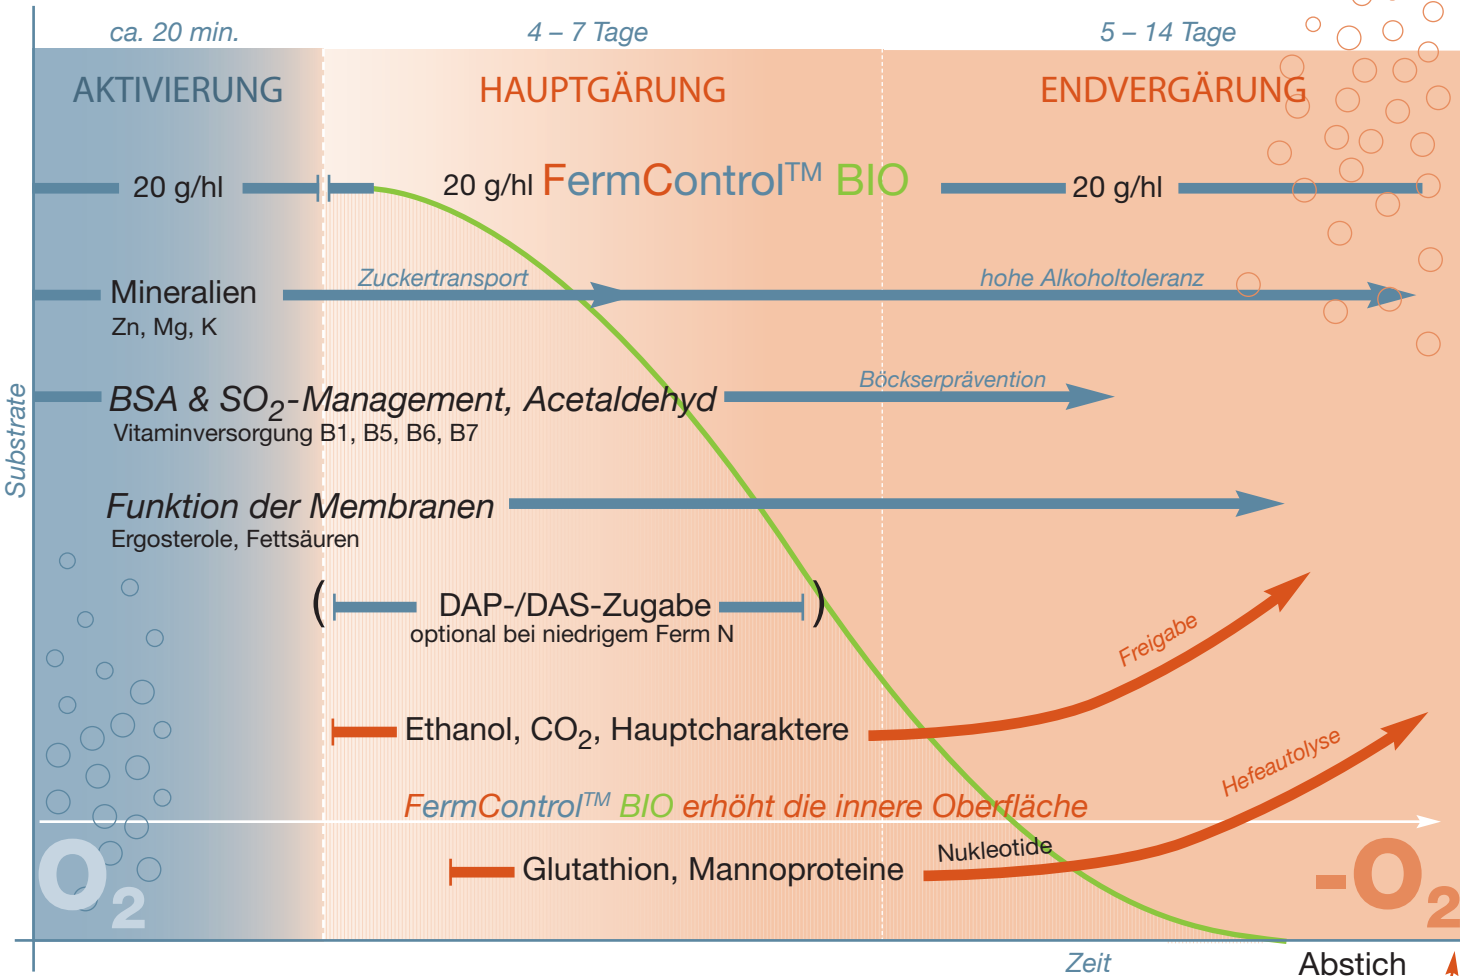 ca. 20 min.
4 – 7 Tage
5 – 14 Tage
AKTIVIERUNG
HAUPTGÄRUNG
ENDVERGÄRUNG
20 g/hl
20 g/hl FermControl™ BIO
20 g/hl
Mineralien
Zn, Mg, K
Zuckertransport
hohe Alkoholtoleranz
BSA & SO₂-Management, Acetaldehyd
Vitaminversorgung B1, B5, B6, B7
Böckserprävention
Substrate
Funktion der Membranen
Ergosterole, Fettsäuren
( DAP-/DAS-Zugabe )
optional bei niedrigem Ferm N
Freigabe
Ethanol, CO₂, Hauptcharaktere
Hefeautolyse
FermControl™ BIO erhöht die innere Oberfläche
Nukleotide
Glutathion, Mannoproteine
O₂
-O₂
Zeit
Abstich